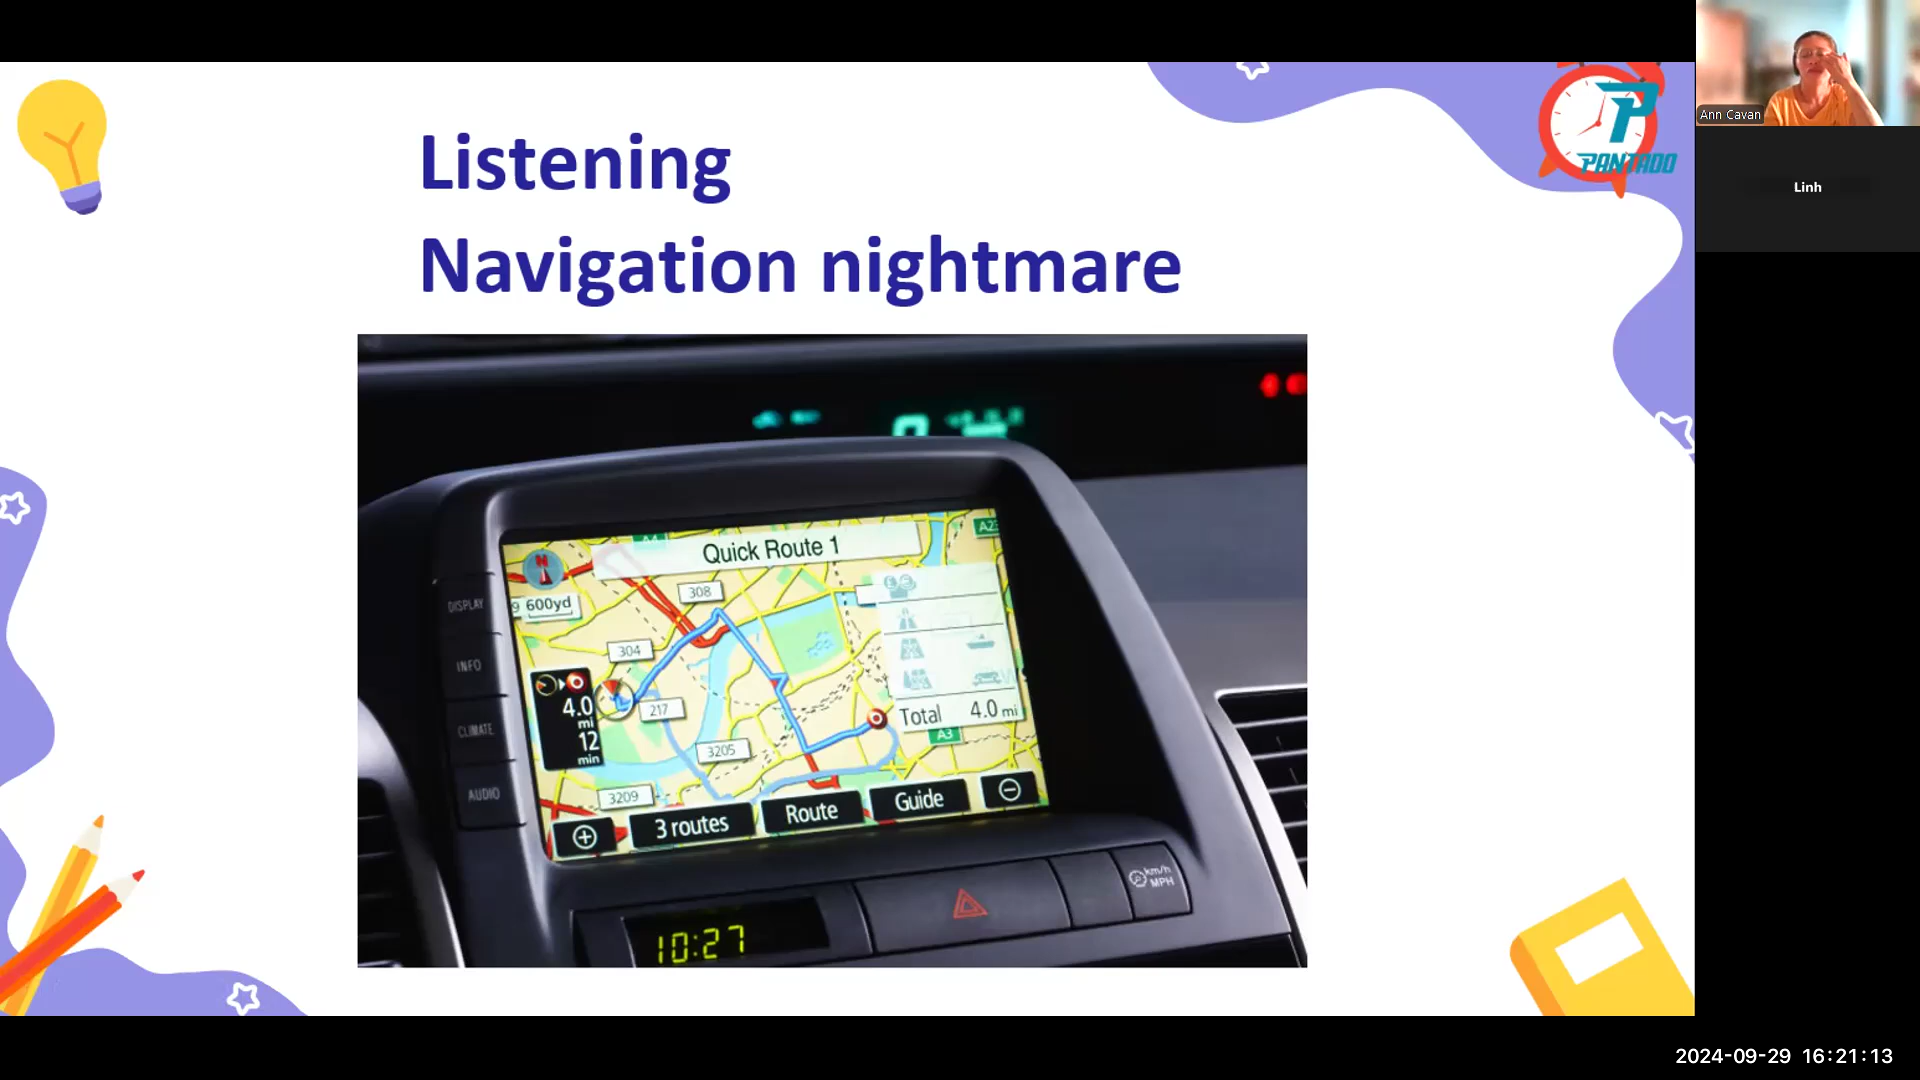 Listening
Navigation nightmare
PANTADO
Ann Cavan
Linh
Quick Route 1
N
600yd
308
304
217
3205
3209
A3
4.0
mi
12
min
Total 4.0 mi
3 routes
Route
Guide
DISPLAY
INFO
CLIMATE
AUDIO
km/h
MPH
10:27
2024-09-29 16:21:13